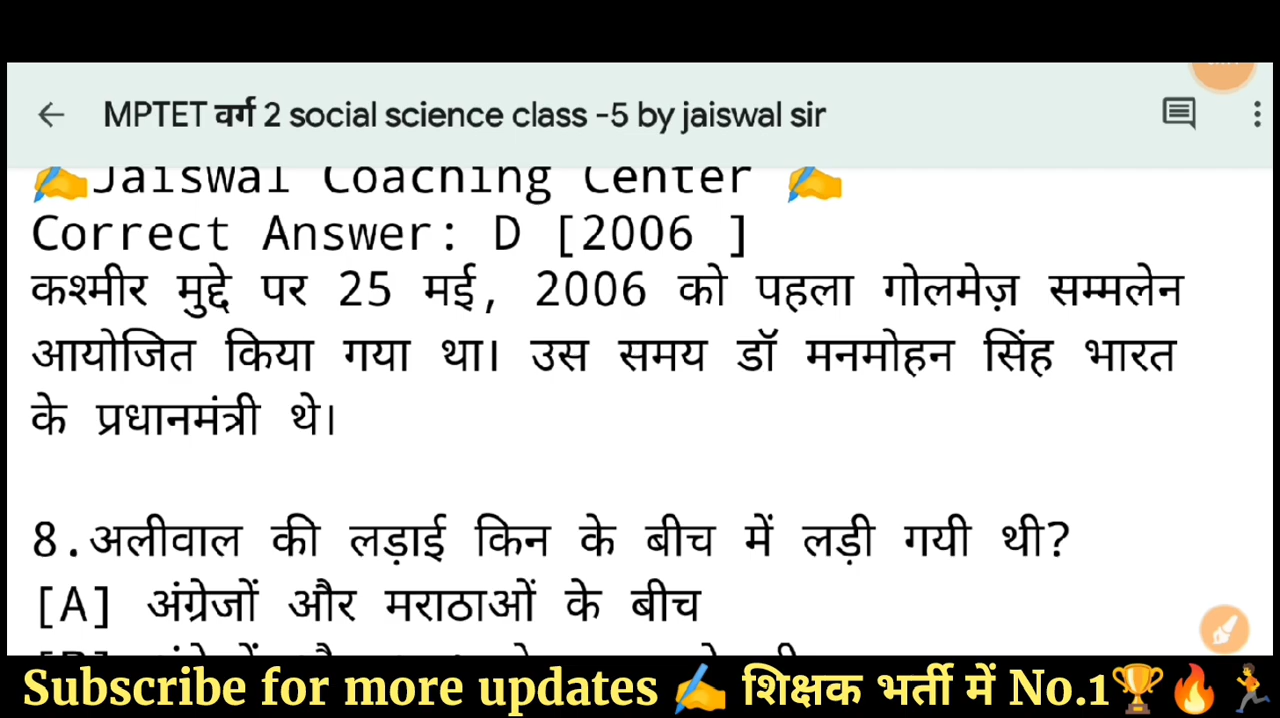 MPTET वर्ग 2 social science class -5 by jaiswal sir
✍️Jaiswal Coaching Center ✍️
Correct Answer: D [2006 ]
कश्मीर मुद्दे पर 25 मई, 2006 को पहला गोलमेज़ सम्मलेन
आयोजित किया गया था। उस समय डॉ मनमोहन सिंह भारत
के प्रधानमंत्री थे।
8.अलीवाल की लड़ाई किन के बीच में लड़ी गयी थी?
[A] अंग्रेजों और मराठाओं के बीच
Subscribe for more updates ✍️ शिक्षक भर्ती में No.1🏆🔥🏃